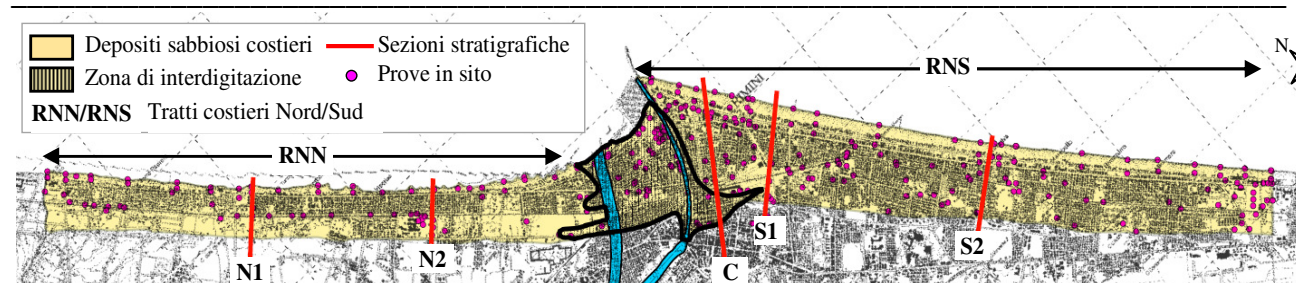 Depositi sabbiosi costieri
Sezioni stratigrafiche
Zona di interdigitazione
Prove in sito
RNN/RNS Tratti costieri Nord/Sud
N
RNS
RIMINI
RNN
N1
N2
C
S1
S2